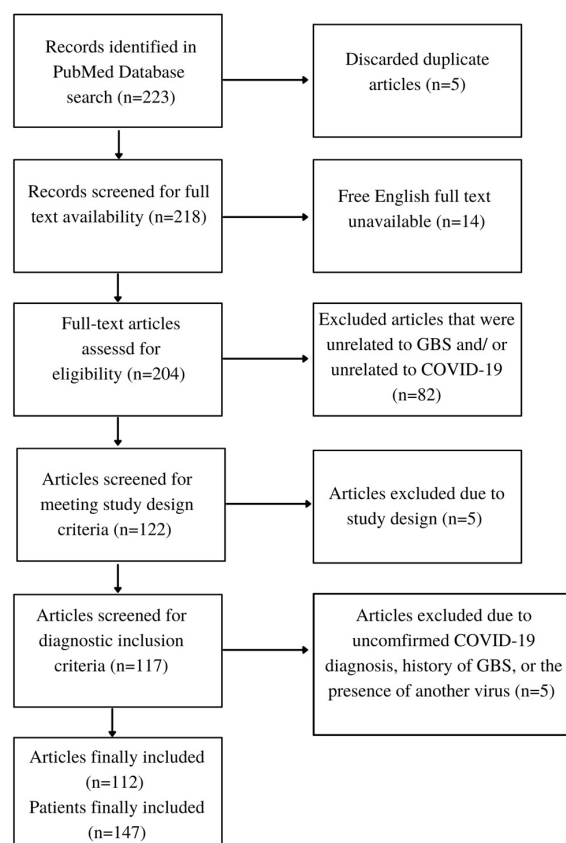 Records identified in
PubMed Database
search (n=223)
Discarded duplicate
articles (n=5)
Records screened for full
text availability (n=218)
Free English full text
unavailable (n=14)
Full-text articles
assessd for
eligibility (n=204)
Excluded articles that were
unrelated to GBS and/ or
unrelated to COVID-19
(n=82)
Articles screened for
meeting study design
criteria (n=122)
Articles excluded due to
study design (n=5)
Articles screened for
diagnostic inclusion
criteria (n=117)
Articles excluded due to
uncomfirmed COVID-19
diagnosis, history of GBS, or the
presence of another virus (n=5)
Articles finally included
(n=112)
Patients finally included
(n=147)